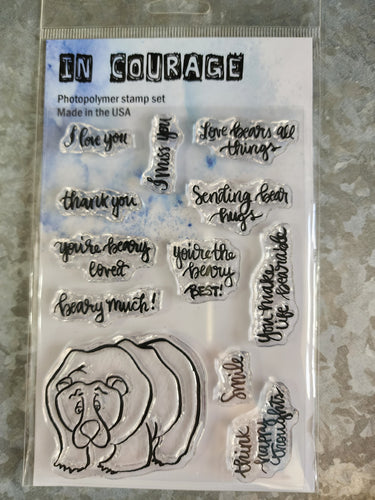 IN COURAGE
Photopolymer stamp set
Made in the USA
I love you
I miss you
Love bears all
things
thank you
Sending bear
hugs
you're beary
loved
you're the
beary
BEST!
You make
life bearable
beary much!
Smile
think
happy
thoughts